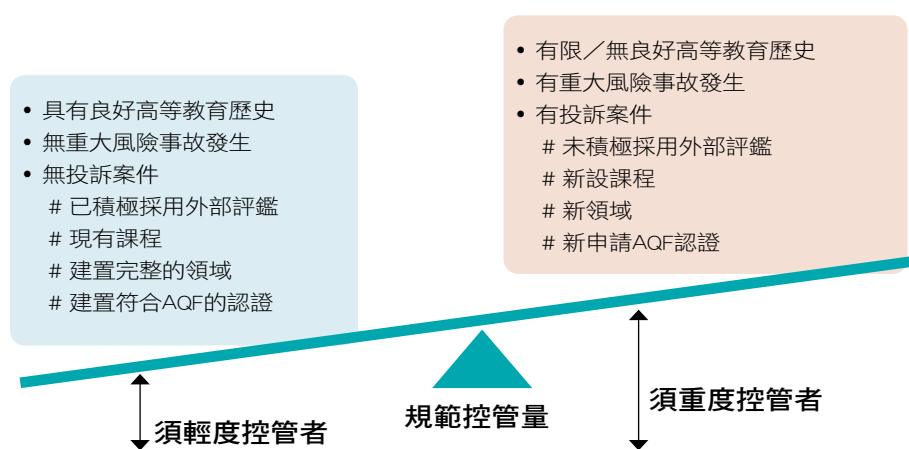 • 具有良好高等教育歷史
• 無重大風險事故發生
• 無投訴案件
# 已積極採用外部評鑑
# 現有課程
# 建置完整的領域
# 建置符合AQF的認證
• 有限／無良好高等教育歷史
• 有重大風險事故發生
• 有投訴案件
# 未積極採用外部評鑑
# 新設課程
# 新領域
# 新申請AQF認證
須輕度控管者
規範控管量
須重度控管者